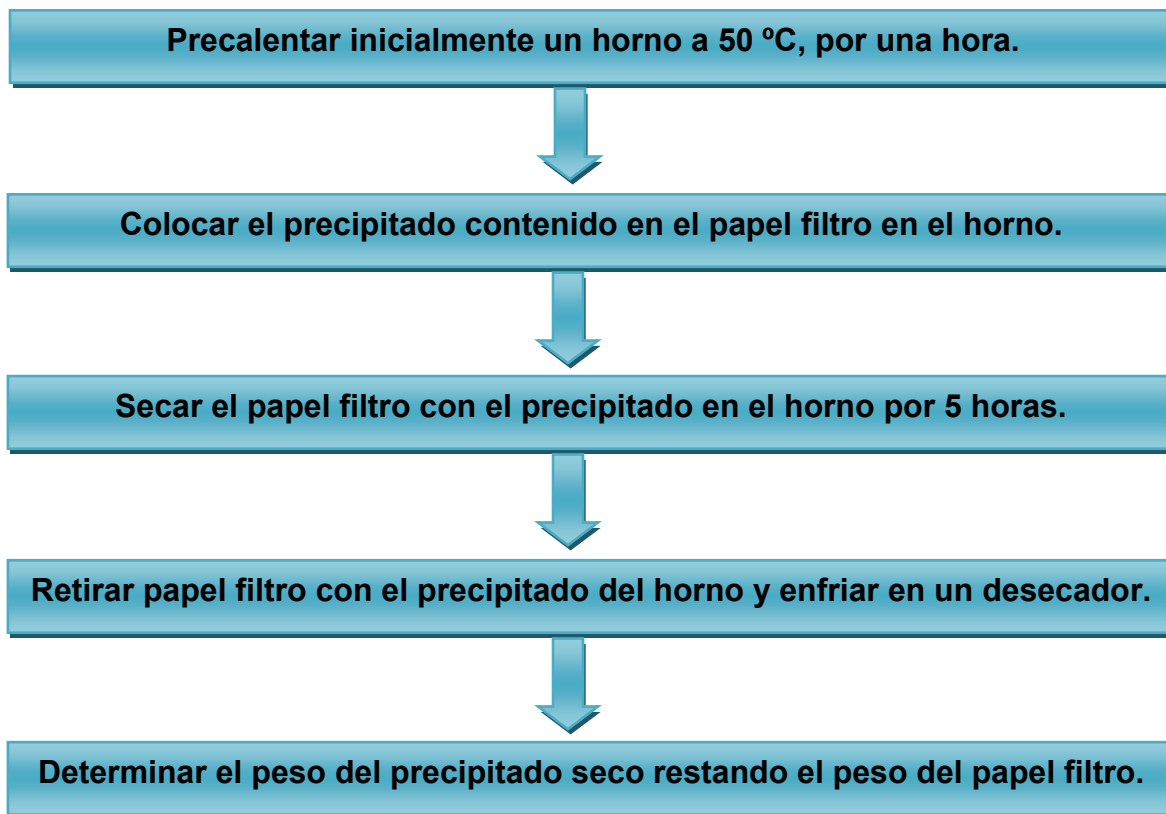 Precalentar inicialmente un horno a 50 ºC, por una hora.
Colocar el precipitado contenido en el papel filtro en el horno.
Secar el papel filtro con el precipitado en el horno por 5 horas.
Retirar papel filtro con el precipitado del horno y enfriar en un desecador.
Determinar el peso del precipitado seco restando el peso del papel filtro.